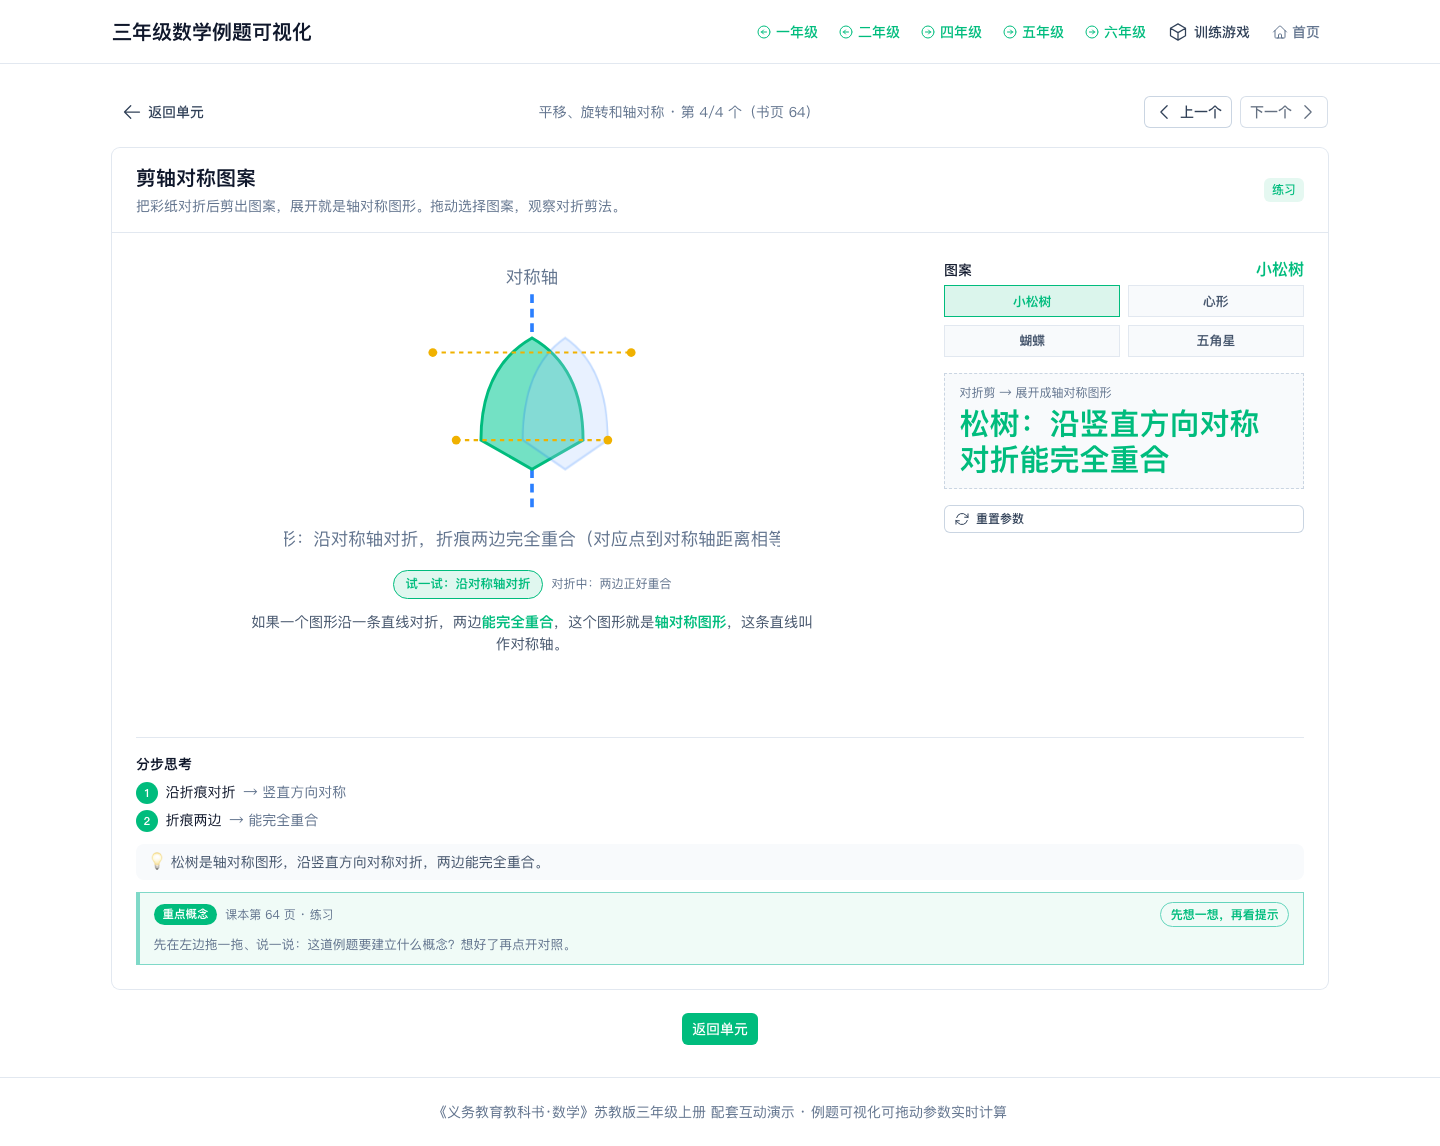 三年级数学例题可视化
一年级 二年级 四年级 五年级 六年级 训练游戏 首页
返回单元
平移、旋转和轴对称 · 第 4/4 个（书页 64）
上一个 下一个
剪轴对称图案
把彩纸对折后剪出图案，展开就是轴对称图形。拖动选择图案，观察对折剪法。
练习
对称轴
形：沿对称轴对折，折痕两边完全重合（对应点到对称轴距离相等
试一试：沿对称轴对折 对折中：两边正好重合
如果一个图形沿一条直线对折，两边能完全重合，这个图形就是轴对称图形，这条直线叫
作对称轴。
图案 小松树
小松树 心形
蝴蝶 五角星
对折剪 → 展开成轴对称图形
松树：沿竖直方向对称
对折能完全重合
重置参数
分步思考
1 沿折痕对折 → 竖直方向对称
2 折痕两边 → 能完全重合
💡 松树是轴对称图形，沿竖直方向对称对折，两边能完全重合。
重点概念 课本第 64 页 · 练习 先想一想，再看提示
先在左边拖一拖、说一说：这道例题要建立什么概念？想好了再点开对照。
返回单元
《义务教育教科书·数学》苏教版三年级上册 配套互动演示 · 例题可视化可拖动参数实时计算